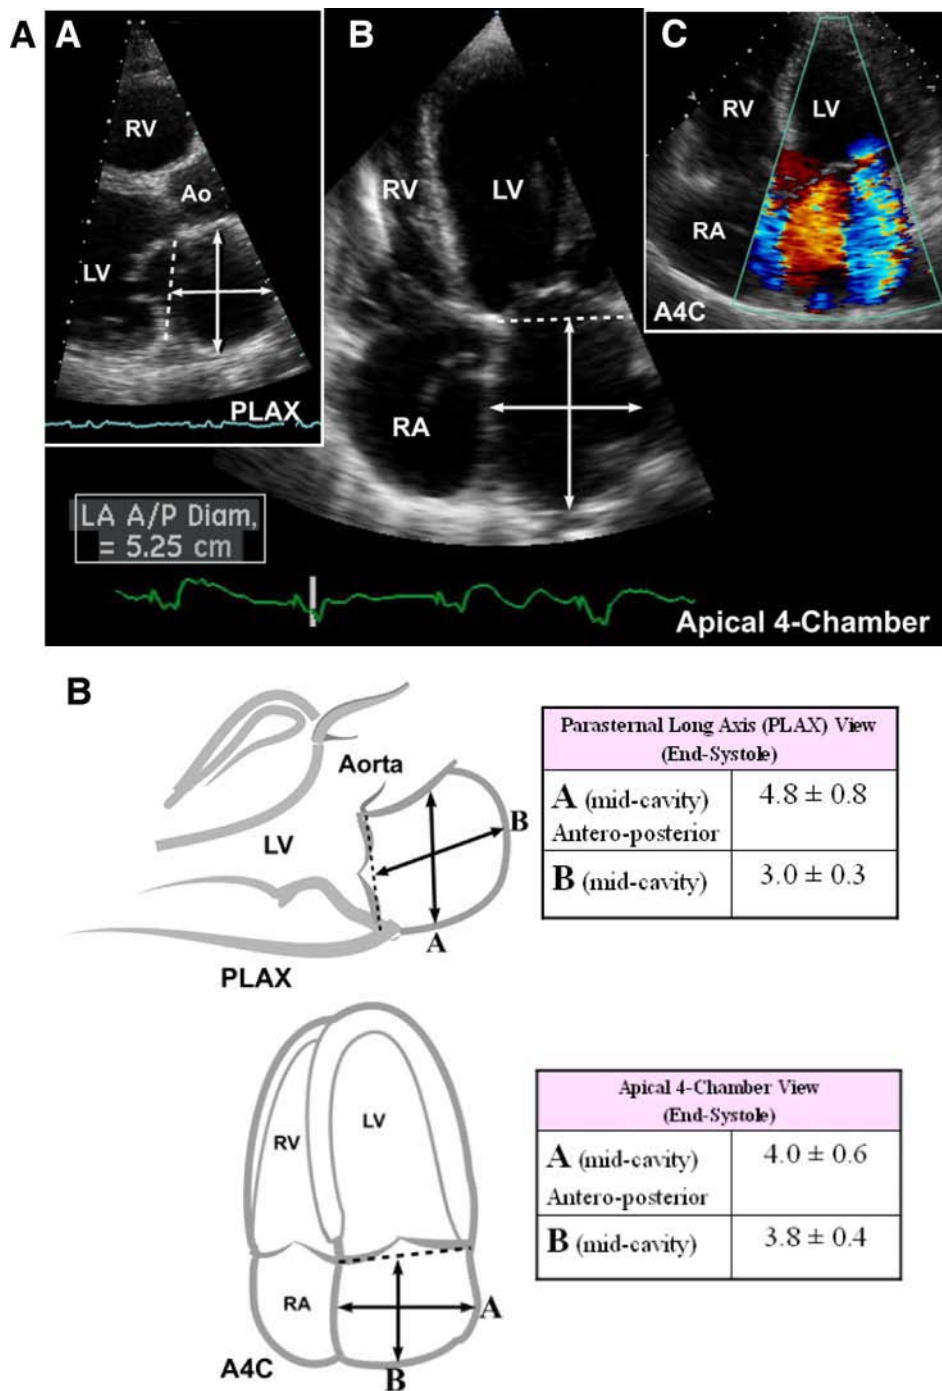 A
A
RV
Ao
LV
PLAX
B
RV
LV
RA
C
RV
LV
RA
A4C
LA A/P Diam,
= 5.25 cm
Apical 4-Chamber
B
Aorta
B
LV
A
PLAX
Parasternal Long Axis (PLAX) View
(End-Systole)
A (mid-cavity)
Antero-posterior
4.8 ± 0.8
B (mid-cavity)
3.0 ± 0.3
RV
LV
RA
A
A4C
B
Apical 4-Chamber View
(End-Systole)
A (mid-cavity)
Antero-posterior
4.0 ± 0.6
B (mid-cavity)
3.8 ± 0.4